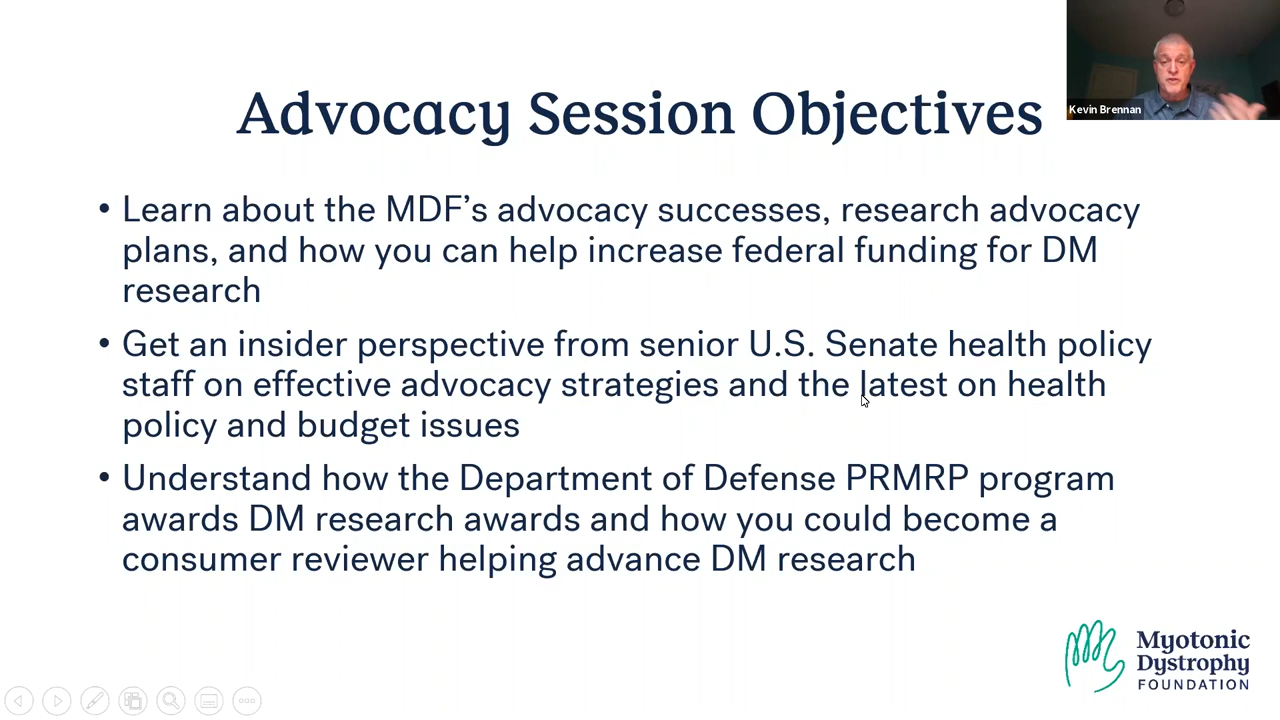 Kevin Brennan
Advocacy Session Objectives
• Learn about the MDF’s advocacy successes, research advocacy
plans, and how you can help increase federal funding for DM
research
• Get an insider perspective from senior U.S. Senate health policy
staff on effective advocacy strategies and the latest on health
policy and budget issues
• Understand how the Department of Defense PRMRP program
awards DM research awards and how you could become a
consumer reviewer helping advance DM research
Myotonic
Dystrophy
FOUNDATION